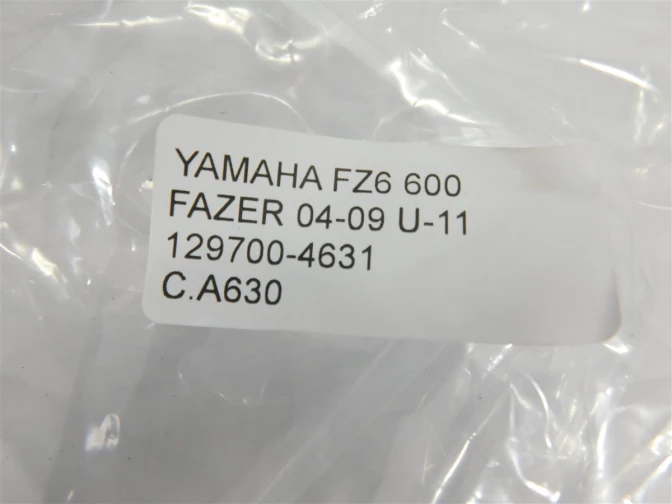 YAMAHA FZ6 600
FAZER 04-09 U-11
129700-4631
C.A630